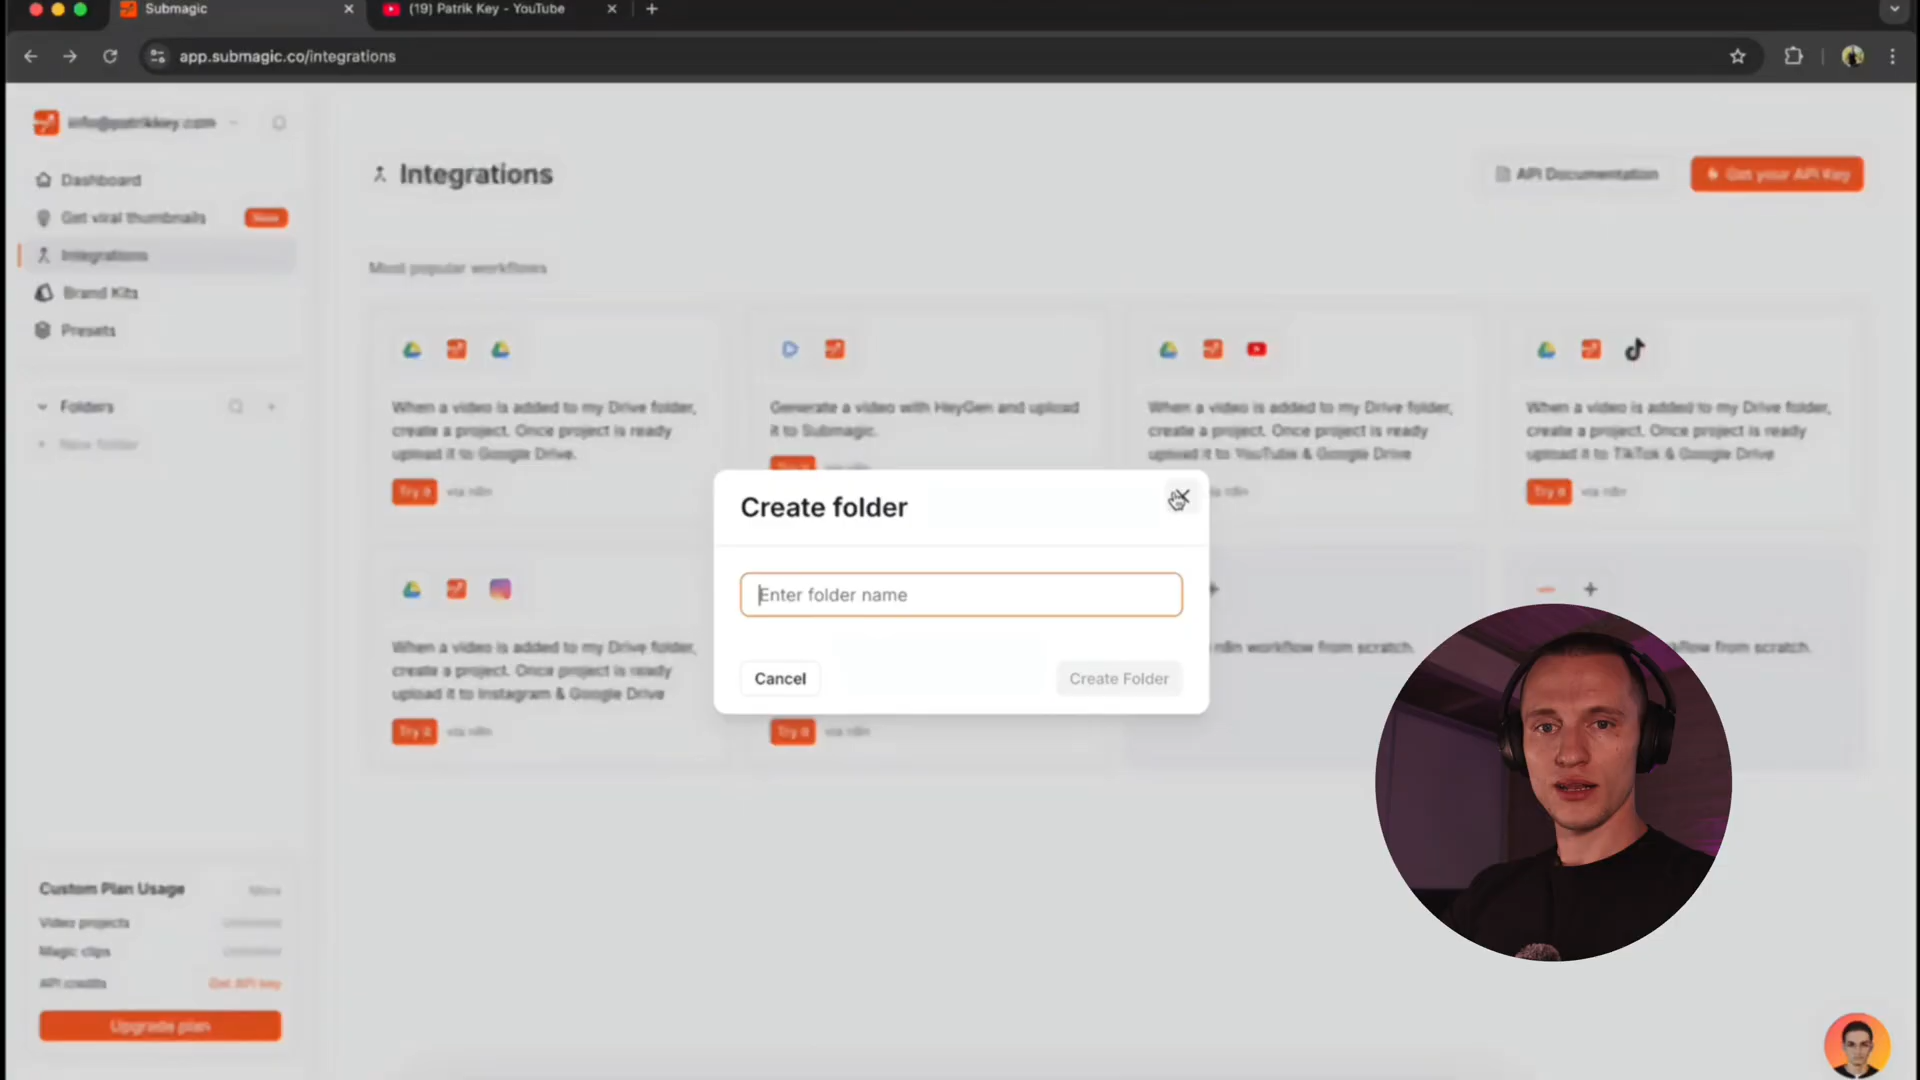 Submagic
(19) Patrik Key - YouTube
app.submagic.co/integrations
info@patrikkey.com
Dashboard
Get viral thumbnails
New
Integrations
Brand Kits
Presets
Folders
New folder
Integrations
API Documentation
Get your API Key
Most popular workflows
When a video is added to my Drive folder,
create a project. Once project is ready
upload it to Google Drive.
Try it via n8n
Generate a video with HeyGen and upload
it to Submagic.
When a video is added to my Drive folder,
create a project. Once project is ready
upload it to YouTube & Google Drive
via n8n
When a video is added to my Drive folder,
create a project. Once project is ready
upload it to TikTok & Google Drive
Try it via n8n
When a video is added to my Drive folder,
create a project. Once project is ready
upload it to Instagram & Google Drive
Try it via n8n
Try it via n8n
n8n workflow from scratch.
from scratch.
Create folder
Enter folder name
Cancel
Create Folder
Custom Plan Usage
More
Video projects
Unlimited
Magic clips
Unlimited
API credits
Get API key
Upgrade plan